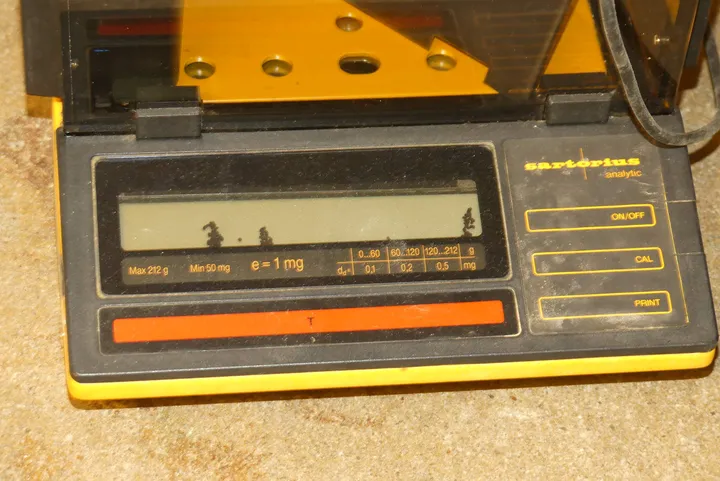 sartorius
analytic
ON/OFF
CAL
PRINT
Max 212 g Min 50 mg e = 1 mg
0...60 60...120 120...212 g
d_d= 0,1 0,2 0,5 mg
T